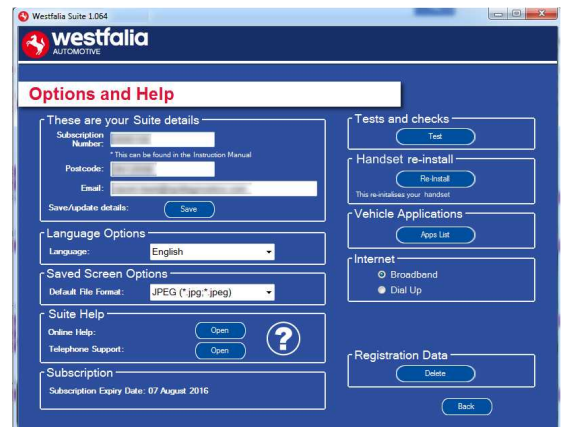 Westfalia Suite 1.064
westfalia
AUTOMOTIVE
Options and Help
These are your Suite details
Subscription
Number:
* This can be found in the Instruction Manual
Postcode:
Email:
Save/update details:
Save
Language Options
Language:
English
Saved Screen Options
Default File Format:
JPEG (*.jpg;*.jpeg)
Suite Help
Online Help:
Open
Telephone Support:
Open
?
Subscription
Subscription Expiry Date: 07 August 2016
Tests and checks
Test
Handset re-install
Re-Install
This re-initalises your handset
Vehicle Applications
Apps List
Internet
Broadband
Dial Up
Registration Data
Delete
Back